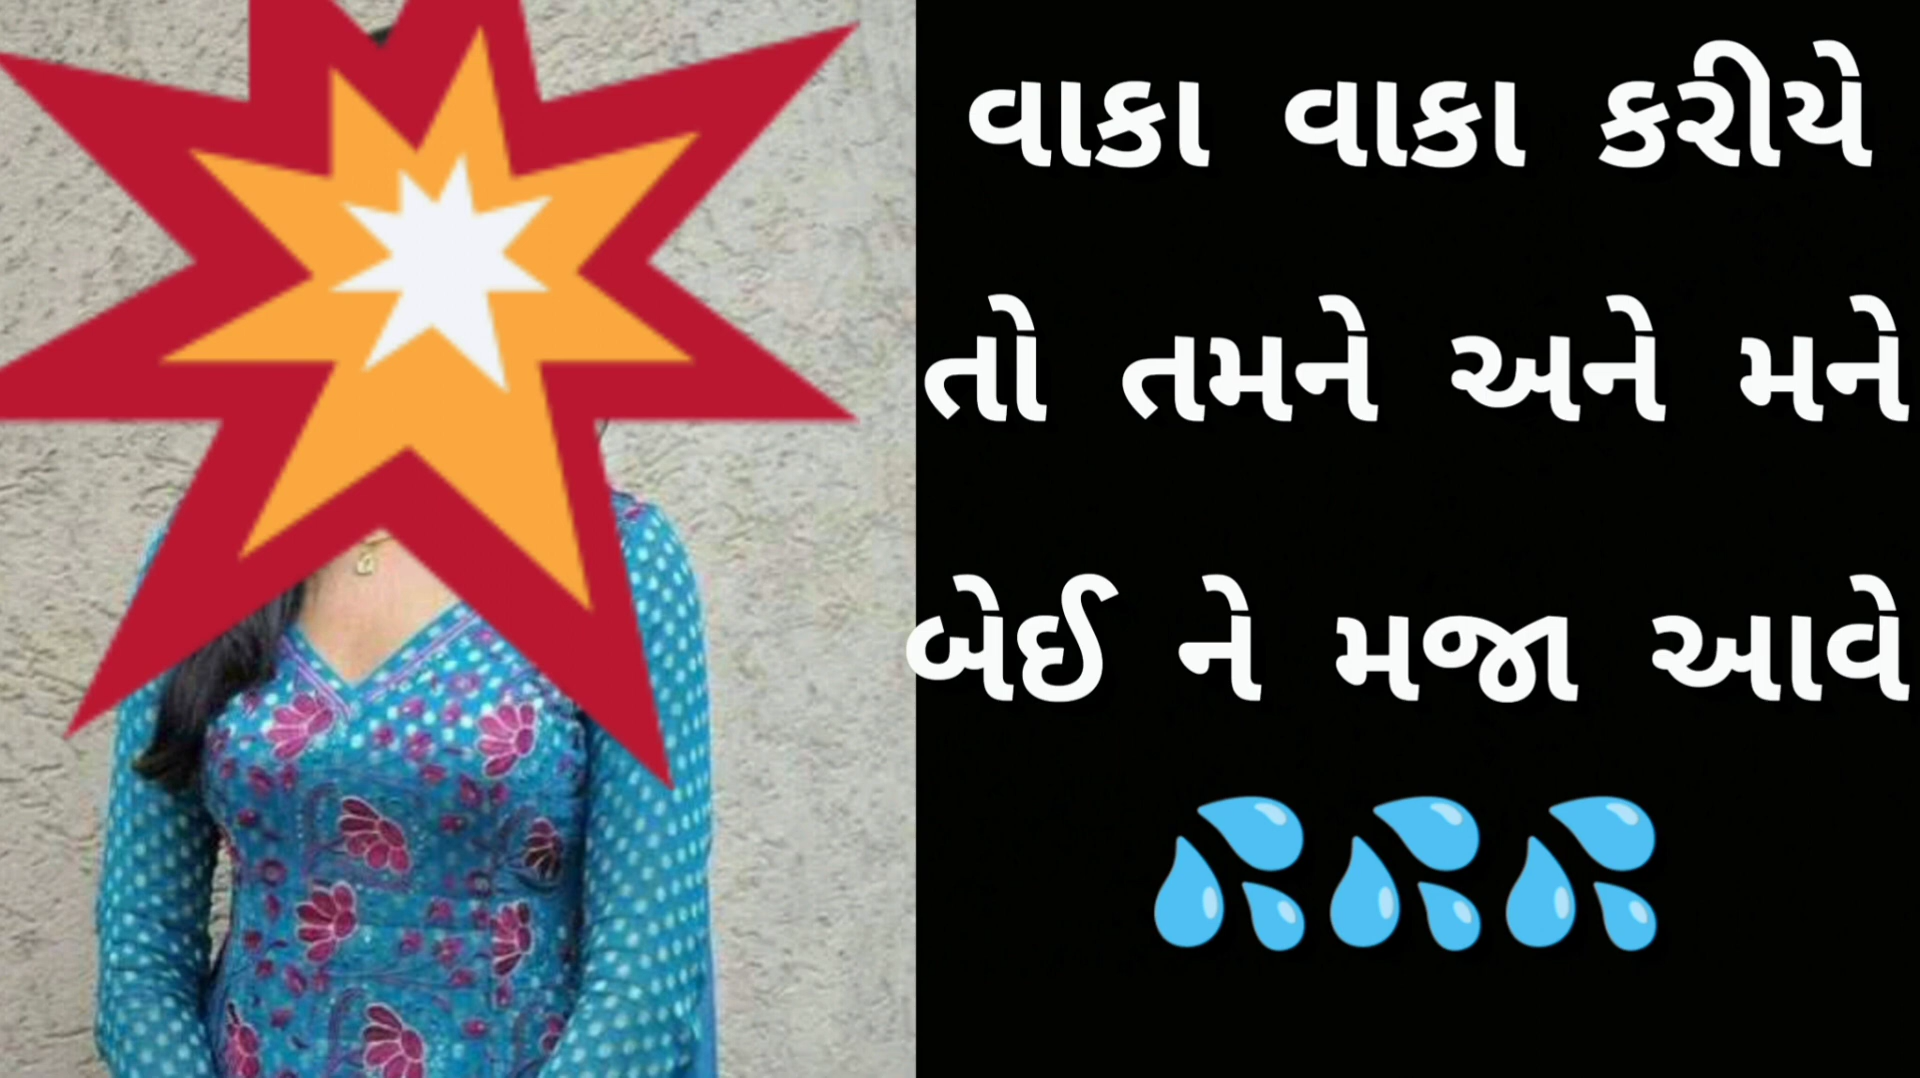 વાકા વાકા કરીયે
તો તમને અને મને
બેઈ ને મજા આવે
💦💦💦